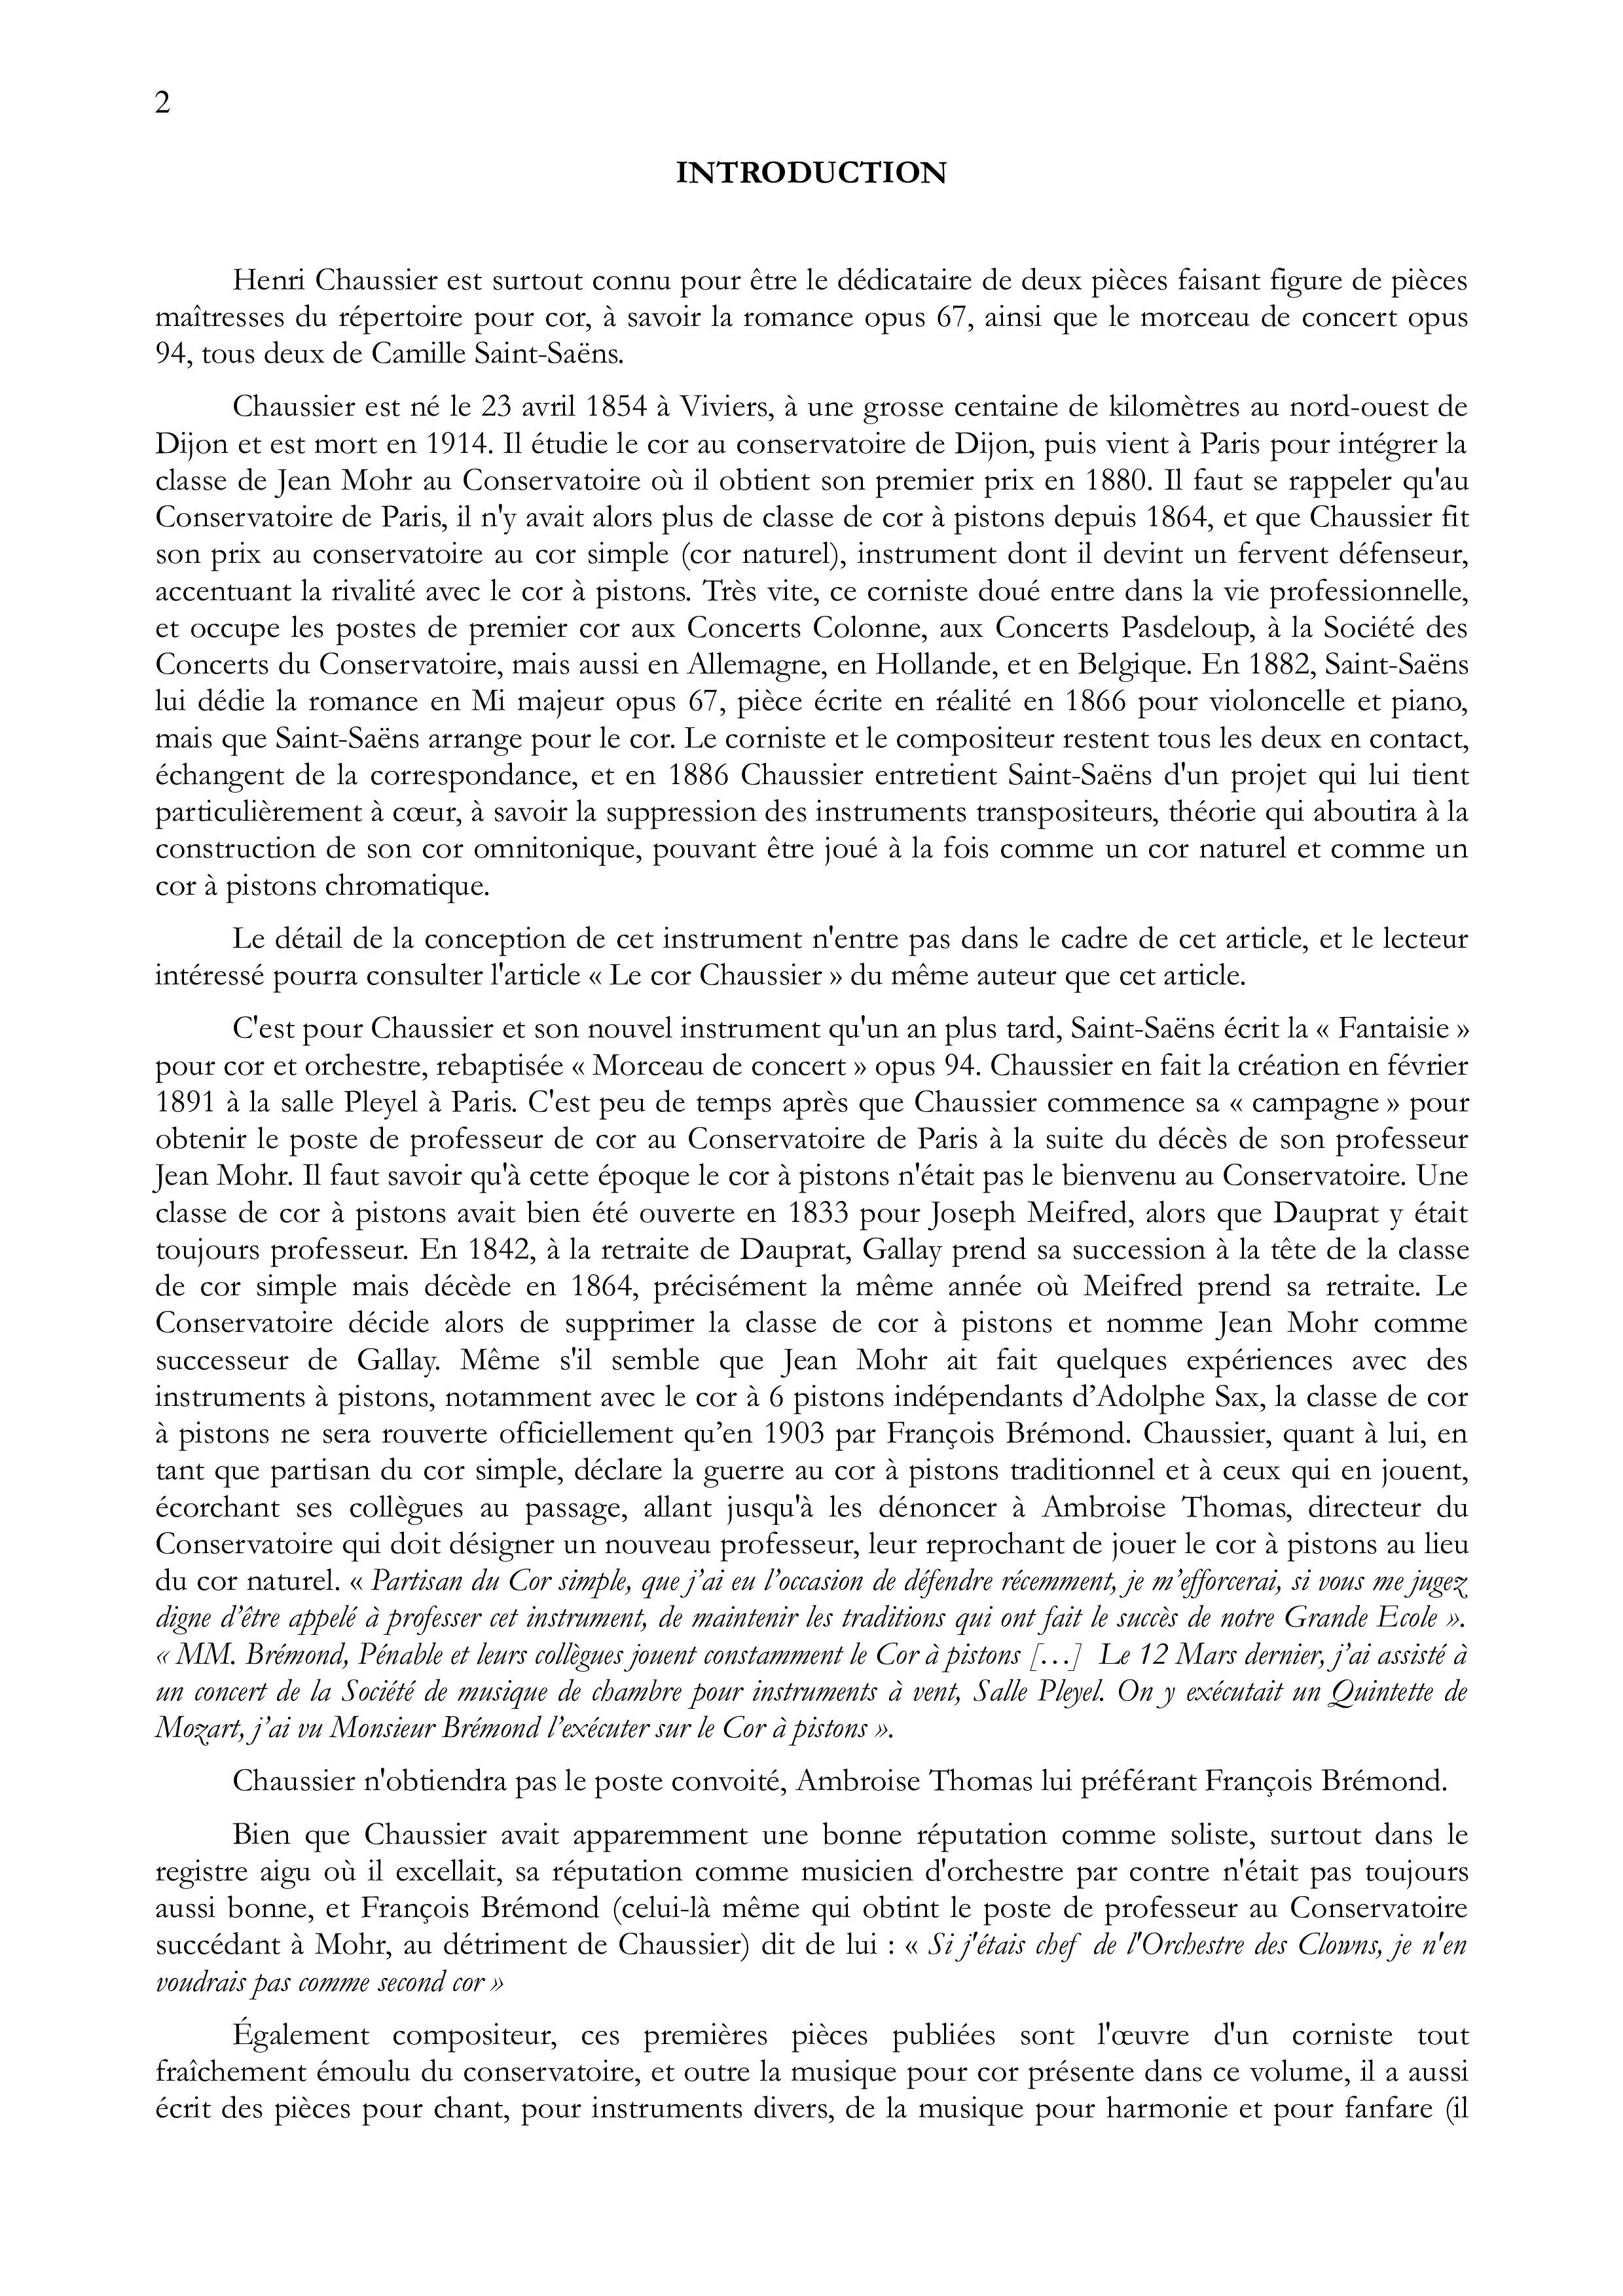 2
INTRODUCTION
Henri Chaussier est surtout connu pour être le dédicataire de deux pièces faisant figure de pièces
maîtresses du répertoire pour cor, à savoir la romance opus 67, ainsi que le morceau de concert opus
94, tous deux de Camille Saint-Saëns.
Chaussier est né le 23 avril 1854 à Viviers, à une grosse centaine de kilomètres au nord-ouest de
Dijon et est mort en 1914. Il étudie le cor au conservatoire de Dijon, puis vient à Paris pour intégrer la
classe de Jean Mohr au Conservatoire où il obtient son premier prix en 1880. Il faut se rappeler qu'au
Conservatoire de Paris, il n'y avait alors plus de classe de cor à pistons depuis 1864, et que Chaussier fit
son prix au conservatoire au cor simple (cor naturel), instrument dont il devint un fervent défenseur,
accentuant la rivalité avec le cor à pistons. Très vite, ce corniste doué entre dans la vie professionnelle,
et occupe les postes de premier cor aux Concerts Colonne, aux Concerts Pasdeloup, à la Société des
Concerts du Conservatoire, mais aussi en Allemagne, en Hollande, et en Belgique. En 1882, Saint-Saëns
lui dédie la romance en Mi majeur opus 67, pièce écrite en réalité en 1866 pour violoncelle et piano,
mais que Saint-Saëns arrange pour le cor. Le corniste et le compositeur restent tous les deux en contact,
échangent de la correspondance, et en 1886 Chaussier entretient Saint-Saëns d'un projet qui lui tient
particulièrement à cœur, à savoir la suppression des instruments transpositeurs, théorie qui aboutira à la
construction de son cor omnitonique, pouvant être joué à la fois comme un cor naturel et comme un
cor à pistons chromatique.
Le détail de la conception de cet instrument n'entre pas dans le cadre de cet article, et le lecteur
intéressé pourra consulter l'article « Le cor Chaussier » du même auteur que cet article.
C'est pour Chaussier et son nouvel instrument qu'un an plus tard, Saint-Saëns écrit la « Fantaisie »
pour cor et orchestre, rebaptisée « Morceau de concert » opus 94. Chaussier en fait la création en février
1891 à la salle Pleyel à Paris. C'est peu de temps après que Chaussier commence sa « campagne » pour
obtenir le poste de professeur de cor au Conservatoire de Paris à la suite du décès de son professeur
Jean Mohr. Il faut savoir qu'à cette époque le cor à pistons n'était pas le bienvenu au Conservatoire. Une
classe de cor à pistons avait bien été ouverte en 1833 pour Joseph Meifred, alors que Dauprat y était
toujours professeur. En 1842, à la retraite de Dauprat, Gallay prend sa succession à la tête de la classe
de cor simple mais décède en 1864, précisément la même année où Meifred prend sa retraite. Le
Conservatoire décide alors de supprimer la classe de cor à pistons et nomme Jean Mohr comme
successeur de Gallay. Même s'il semble que Jean Mohr ait fait quelques expériences avec des
instruments à pistons, notamment avec le cor à 6 pistons indépendants d’Adolphe Sax, la classe de cor
à pistons ne sera rouverte officiellement qu’en 1903 par François Brémond. Chaussier, quant à lui, en
tant que partisan du cor simple, déclare la guerre au cor à pistons traditionnel et à ceux qui en jouent,
écorchant ses collègues au passage, allant jusqu'à les dénoncer à Ambroise Thomas, directeur du
Conservatoire qui doit désigner un nouveau professeur, leur reprochant de jouer le cor à pistons au lieu
du cor naturel. « Partisan du Cor simple, que j’ai eu l’occasion de défendre récemment, je m’efforcerai, si vous me jugez
digne d’être appelé à professer cet instrument, de maintenir les traditions qui ont fait le succès de notre Grande Ecole ».
« MM. Brémond, Pénable et leurs collègues jouent constamment le Cor à pistons […] Le 12 Mars dernier, j’ai assisté à
un concert de la Société de musique de chambre pour instruments à vent, Salle Pleyel. On y exécutait un Quintette de
Mozart, j’ai vu Monsieur Brémond l’exécuter sur le Cor à pistons ».
Chaussier n'obtiendra pas le poste convoité, Ambroise Thomas lui préférant François Brémond.
Bien que Chaussier avait apparemment une bonne réputation comme soliste, surtout dans le
registre aigu où il excellait, sa réputation comme musicien d'orchestre par contre n'était pas toujours
aussi bonne, et François Brémond (celui-là même qui obtint le poste de professeur au Conservatoire
succédant à Mohr, au détriment de Chaussier) dit de lui : « Si j'étais chef de l'Orchestre des Clowns, je n'en
voudrais pas comme second cor »
Également compositeur, ces premières pièces publiées sont l'œuvre d'un corniste tout
fraîchement émoulu du conservatoire, et outre la musique pour cor présente dans ce volume, il a aussi
écrit des pièces pour chant, pour instruments divers, de la musique pour harmonie et pour fanfare (il